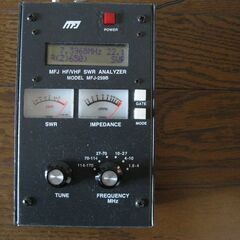 MFJ
POWER
MFJ HF/VHF SWR ANALYZER
MODEL MFJ-259B
GATE
MODE
SWR
IMPEDANCE
27-70
10-27
70-114
4-10
114-170
1.8-4
TUNE
FREQUENCY
MHz